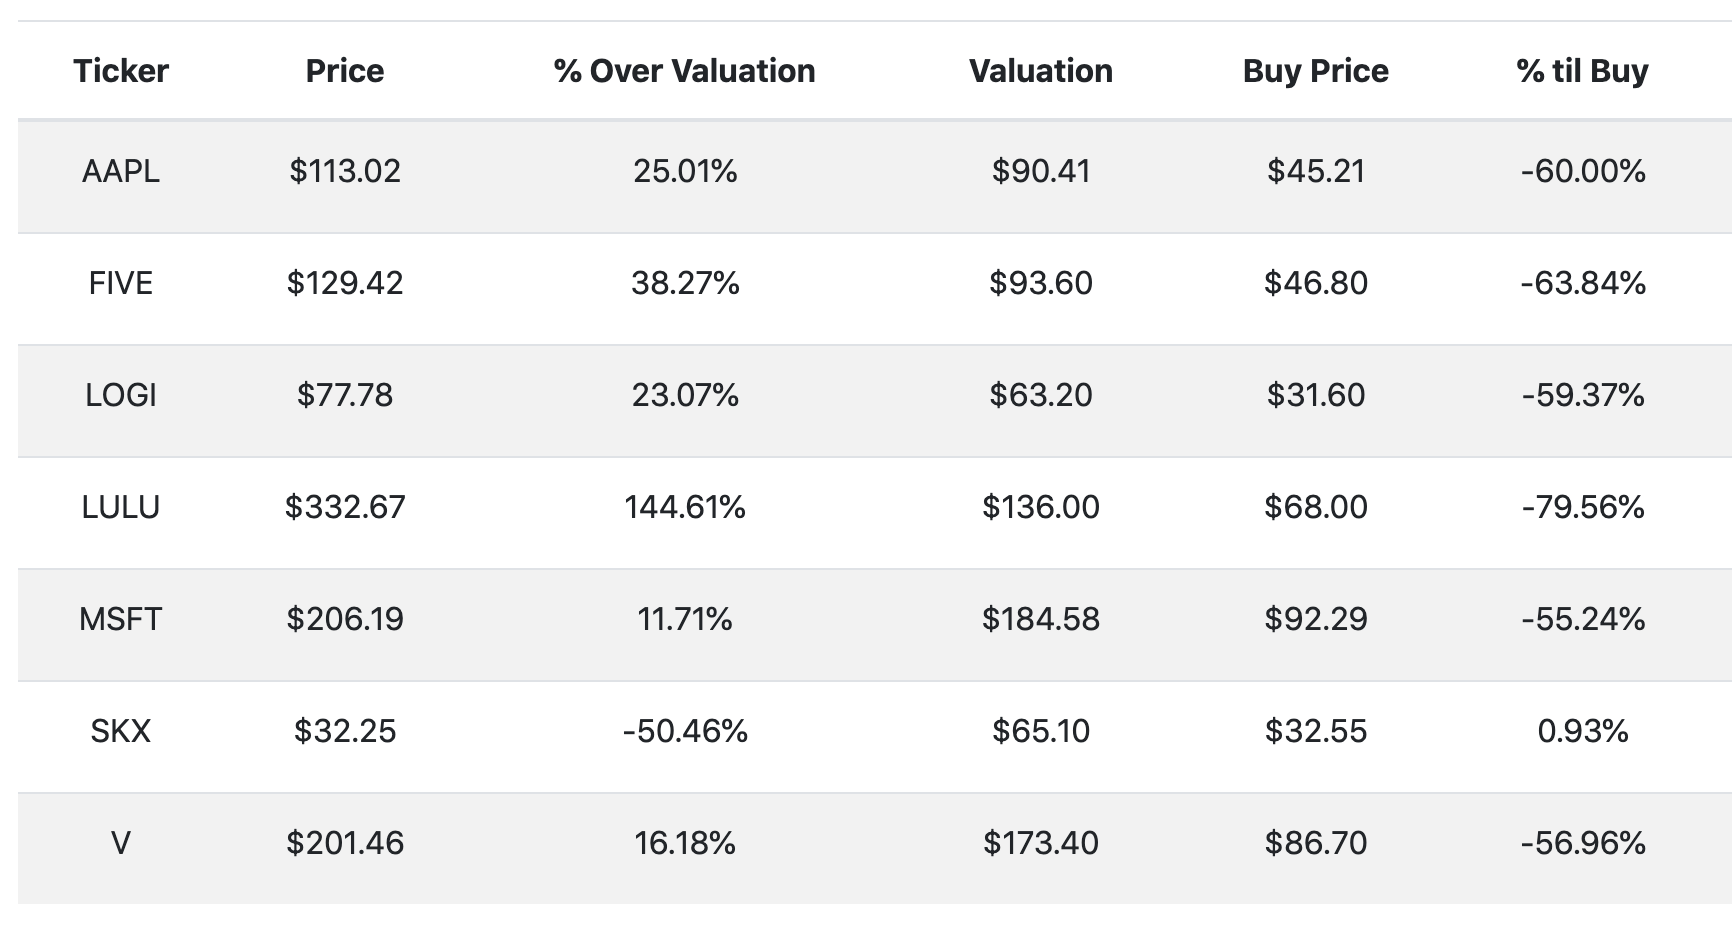 Ticker Price % Over Valuation Valuation Buy Price % til Buy
AAPL $113.02 25.01% $90.41 $45.21 -60.00%
FIVE $129.42 38.27% $93.60 $46.80 -63.84%
LOGI $77.78 23.07% $63.20 $31.60 -59.37%
LULU $332.67 144.61% $136.00 $68.00 -79.56%
MSFT $206.19 11.71% $184.58 $92.29 -55.24%
SKX $32.25 -50.46% $65.10 $32.55 0.93%
V $201.46 16.18% $173.40 $86.70 -56.96%